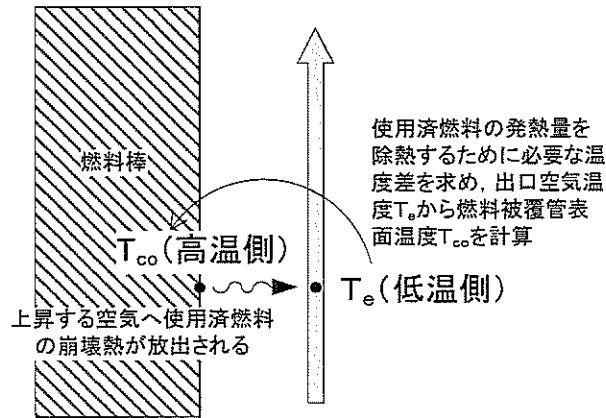 使用済燃料の発熱量を
除熱するために必要な温
度差を求め，出口空気温
度Teから燃料被覆管表
面温度Tcoを計算
燃料棒
Tco(高温側)
Te(低温側)
上昇する空気へ使用済燃料
の崩壊熱が放出される